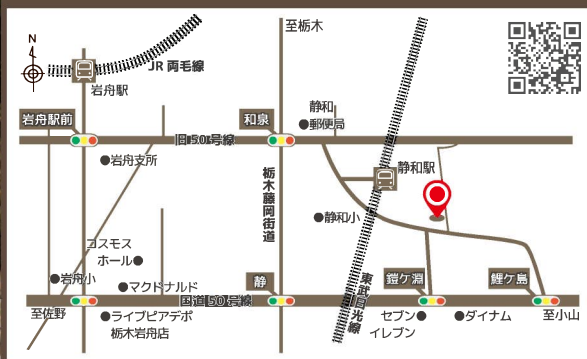 N
JR 両毛線
岩舟駅
至栃木
静和
郵便局
岩舟駅前
和泉
旧50号線
岩舟支所
静和駅
栃木藤岡街道
静和小
コスモス
ホール
岩舟小
マクドナルド
静
東武日光線
鎧ケ淵
鯉ケ島
国道50号線
至佐野
ライブピアデポ
栃木岩舟店
セブン
イレブン
ダイナム
至小山